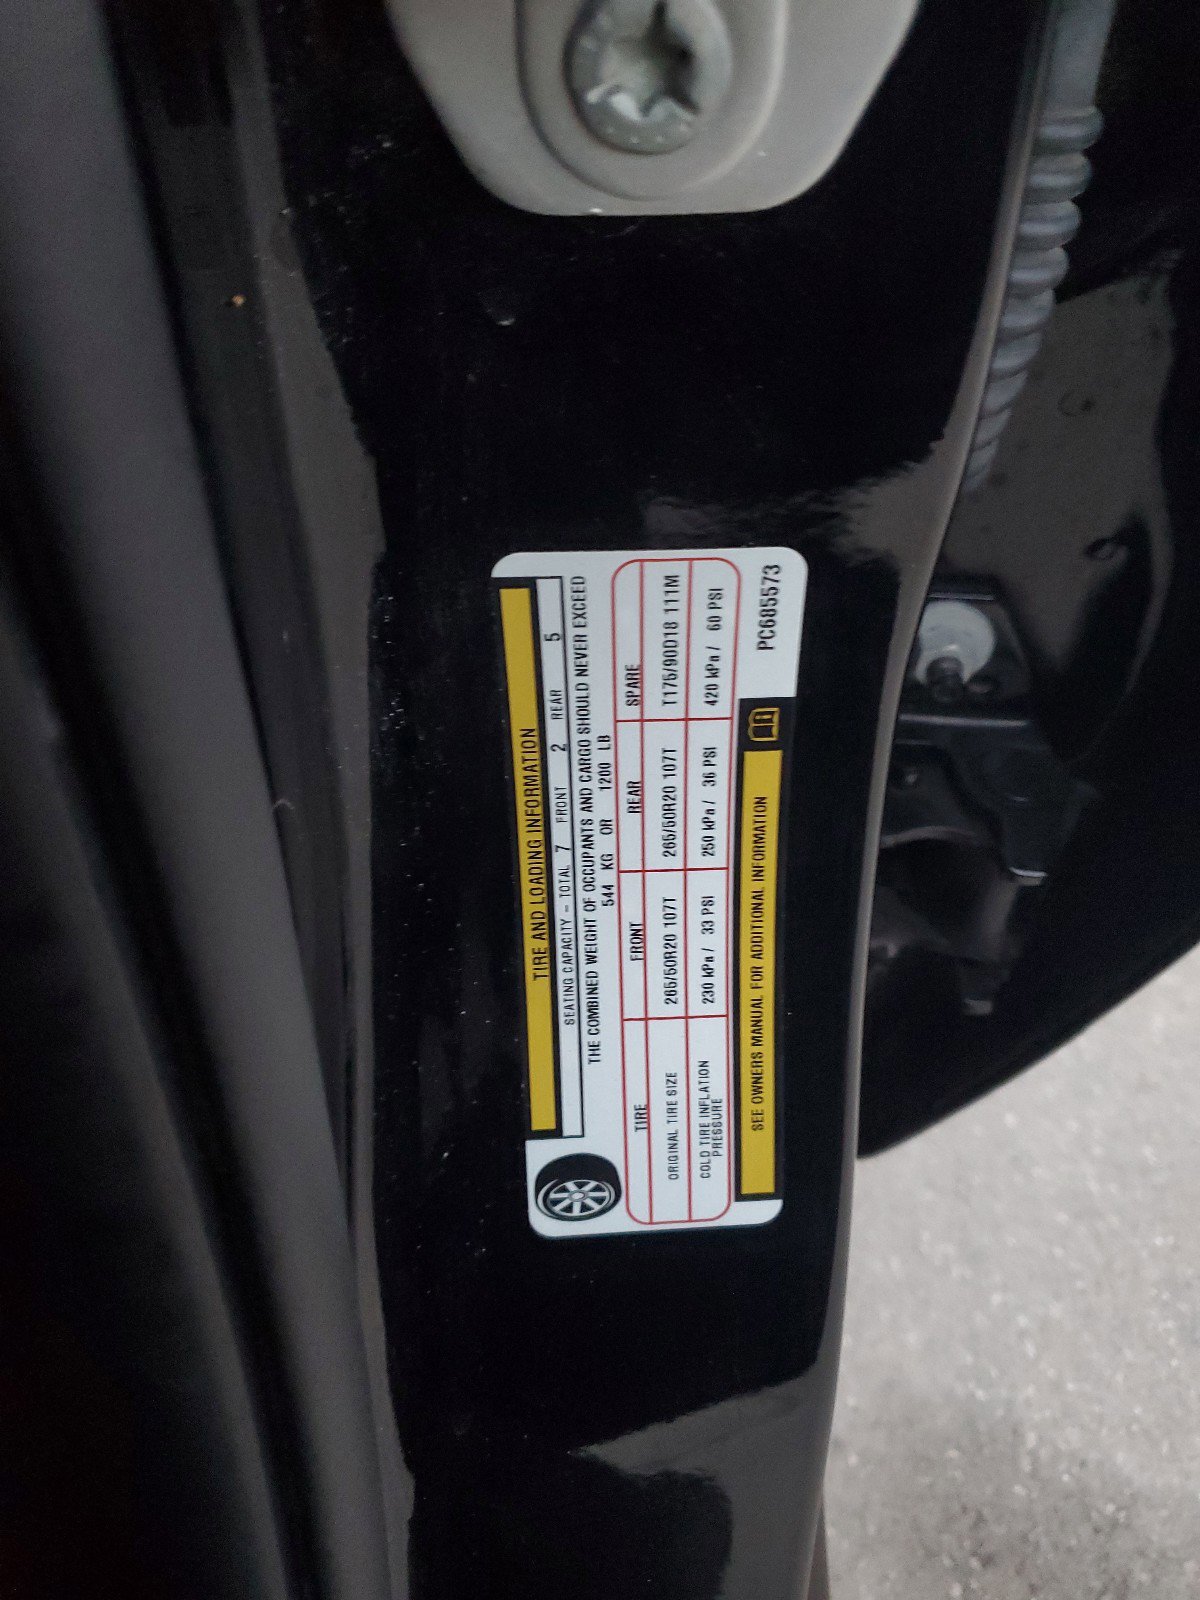 TIRE AND LOADING INFORMATION
SEATING CAPACITY - TOTAL 7 FRONT 2 REAR 5
THE COMBINED WEIGHT OF OCCUPANTS AND CARGO SHOULD NEVER EXCEED
544 KG OR 1200 LB
TIRE FRONT REAR SPARE
ORIGINAL TIRE SIZE 265/50R20 107T 265/50R20 107T T175/90D18 111M
COLD TIRE INFLATION
PRESSURE 230 kPa / 33 PSI 250 kPa / 36 PSI 420 kPa / 60 PSI
SEE OWNERS MANUAL FOR ADDITIONAL INFORMATION
PC685573